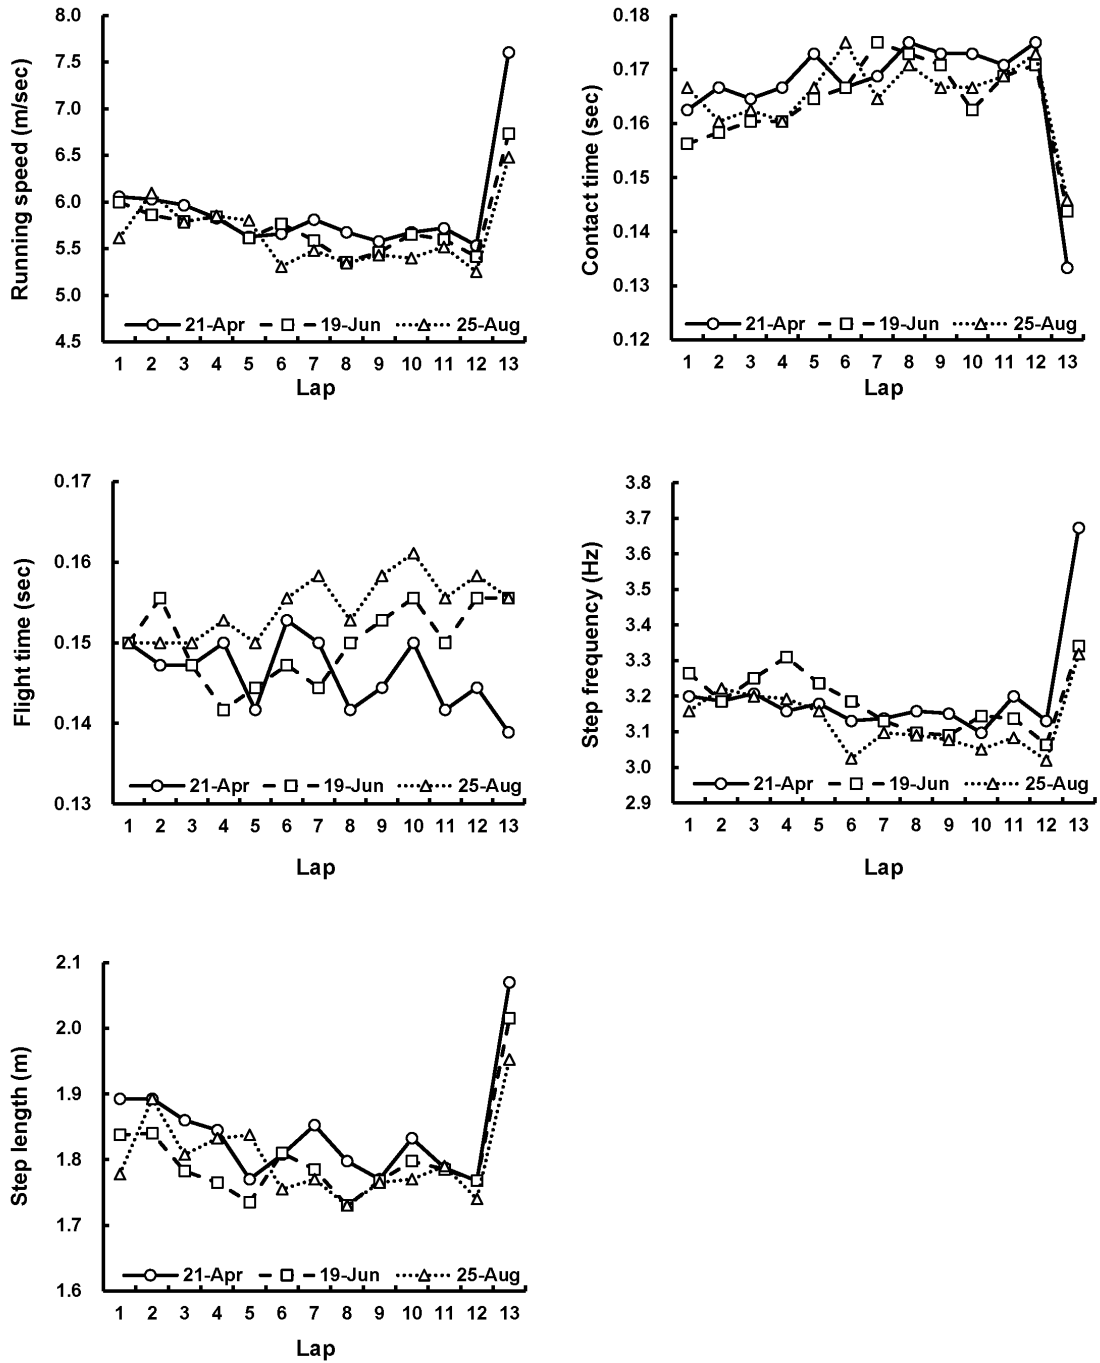 Running speed (m/sec)
8.0
7.5
7.0
6.5
6.0
5.5
5.0
4.5
21-Apr 19-Jun 25-Aug
1 2 3 4 5 6 7 8 9 10 11 12 13
Lap
Contact time (sec)
0.18
0.17
0.16
0.15
0.14
0.13
0.12
21-Apr 19-Jun 25-Aug
1 2 3 4 5 6 7 8 9 10 11 12 13
Lap
Flight time (sec)
0.17
0.16
0.15
0.14
0.13
21-Apr 19-Jun 25-Aug
1 2 3 4 5 6 7 8 9 10 11 12 13
Lap
Step frequency (Hz)
3.8
3.7
3.6
3.5
3.4
3.3
3.2
3.1
3.0
2.9
21-Apr 19-Jun 25-Aug
1 2 3 4 5 6 7 8 9 10 11 12 13
Lap
Step length (m)
2.1
2.0
1.9
1.8
1.7
1.6
21-Apr 19-Jun 25-Aug
1 2 3 4 5 6 7 8 9 10 11 12 13
Lap